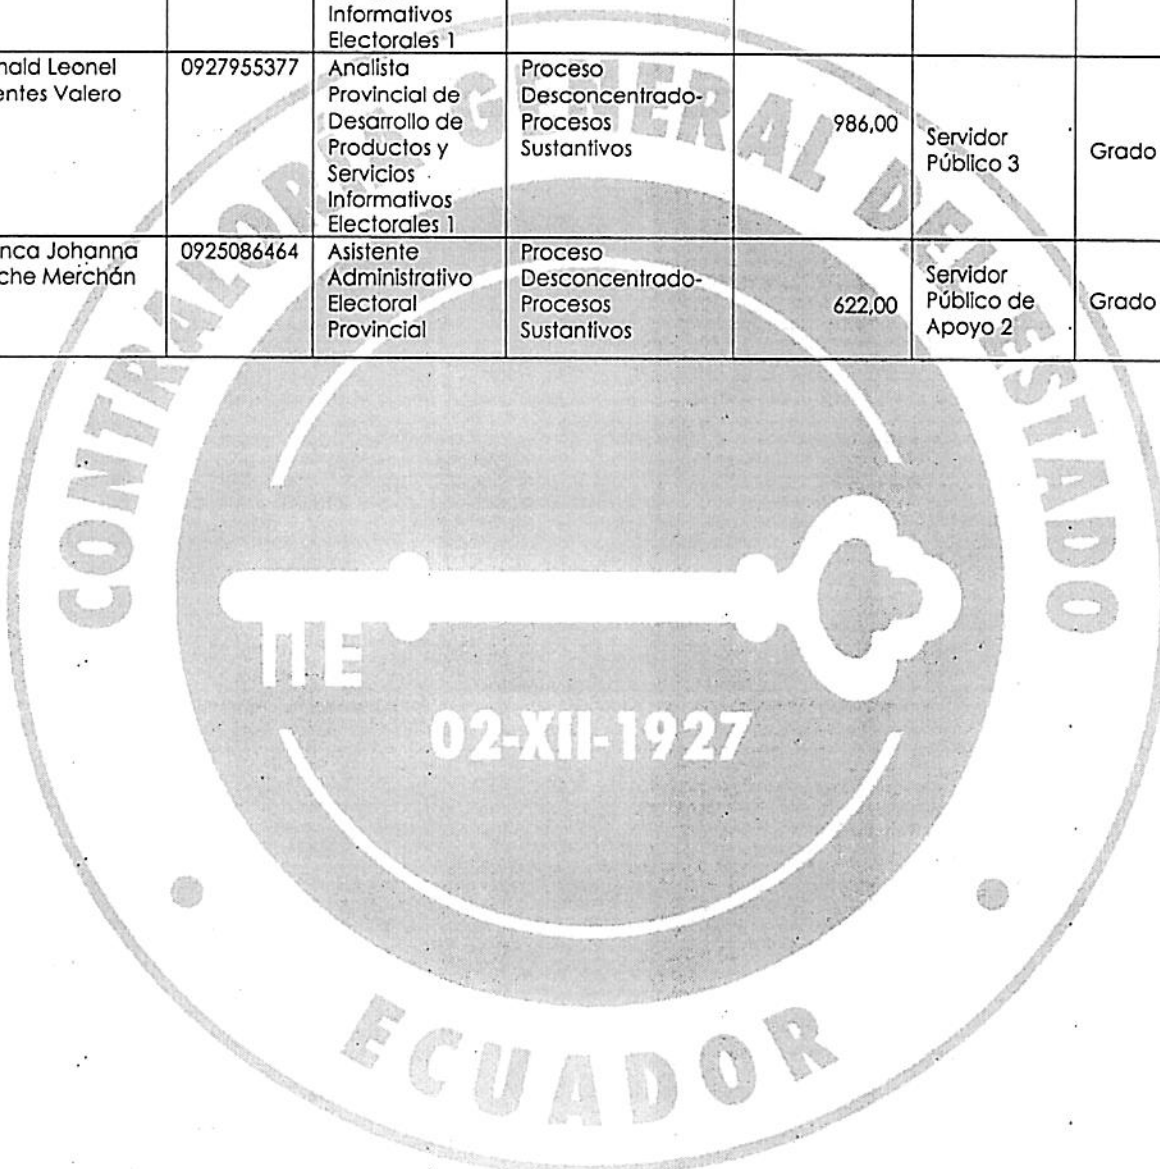 Informativos
Electorales 1
nald Leonel
entes Valero
0927955377
Analista
Provincial de
Desarrollo de
Productos y
Servicios
Informativos
Electorales 1
Proceso
Desconcentrado-
Procesos
Sustantivos
986,00
Servidor
Público 3
Grado
nca Johanna
che Merchán
0925086464
Asistente
Administrativo
Electoral
Provincial
Proceso
Desconcentrado-
Procesos
Sustantivos
622,00
Servidor
Público de
Apoyo 2
Grado
CONTRALORÍA GENERAL DEL ESTADO
02-XII-1927
ECUADOR